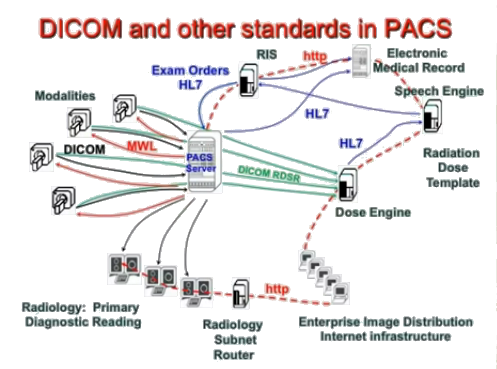 DICOM and other standards in PACS
RIS
http
Electronic
Medical Record
Exam Orders
HL7
Modalities
Speech Engine
HL7
HL7
DICOM
MWL
PACS
Server
Radiation
Dose
Template
DICOM RDSR
Dose Engine
http
Radiology: Primary
Diagnostic Reading
Radiology
Subnet
Router
Enterprise Image Distribution
Internet infrastructure